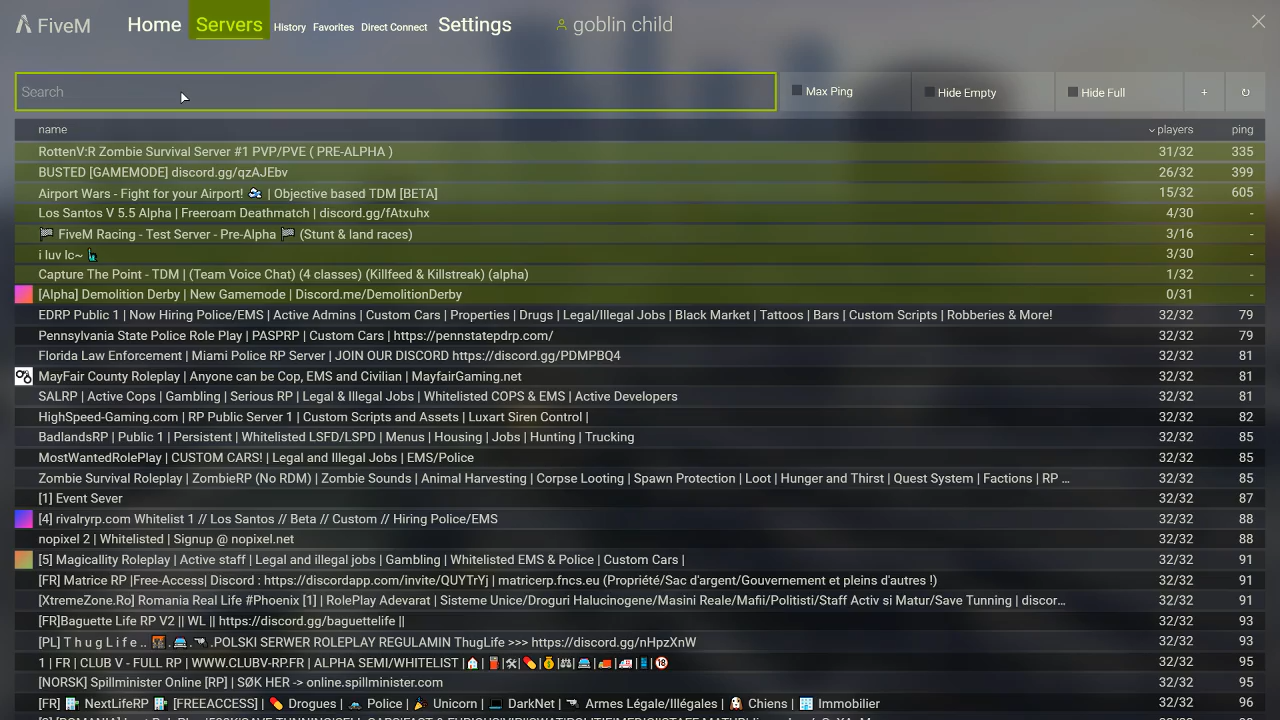 FiveM Home Servers History Favorites Direct Connect Settings goblin child
Search Max Ping Hide Empty Hide Full + ↻
name players ping
RottenV:R Zombie Survival Server #1 PVP/PVE ( PRE-ALPHA ) 31/32 335
BUSTED [GAMEMODE] discord.gg/qzAJEbv 26/32 399
Airport Wars - Fight for your Airport! 🛩 | Objective based TDM [BETA] 15/32 605
Los Santos V 5.5 Alpha | Freeroam Deathmatch | discord.gg/fAtxuhx 4/30 -
🏁 FiveM Racing - Test Server - Pre-Alpha 🏁 (Stunt & land races) 3/16 -
i luv lc~ 🗽 3/30 -
Capture The Point - TDM | (Team Voice Chat) (4 classes) (Killfeed & Killstreak) (alpha) 1/32 -
[Alpha] Demolition Derby | New Gamemode | Discord.me/DemolitionDerby 0/31 -
EDRP Public 1 | Now Hiring Police/EMS | Active Admins | Custom Cars | Properties | Drugs | Legal/Illegal Jobs | Black Market | Tattoos | Bars | Custom Scripts | Robberies & More! 32/32 79
Pennsylvania State Police Role Play | PASPRP | Custom Cars | https://pennstatepdrp.com/ 32/32 79
Florida Law Enforcement | Miami Police RP Server | JOIN OUR DISCORD https://discord.gg/PDMPBQ4 32/32 81
MayFair County Roleplay | Anyone can be Cop, EMS and Civilian | MayfairGaming.net 32/32 81
SALRP | Active Cops | Gambling | Serious RP | Legal & Illegal Jobs | Whitelisted COPS & EMS | Active Developers 32/32 81
HighSpeed-Gaming.com | RP Public Server 1 | Custom Scripts and Assets | Luxart Siren Control | 32/32 82
BadlandsRP | Public 1 | Persistent | Whitelisted LSFD/LSPD | Menus | Housing | Jobs | Hunting | Trucking 32/32 85
MostWantedRolePlay | CUSTOM CARS! | Legal and Illegal Jobs | EMS/Police 32/32 85
Zombie Survival Roleplay | ZombieRP (No RDM) | Zombie Sounds | Animal Harvesting | Corpse Looting | Spawn Protection | Loot | Hunger and Thirst | Quest System | Factions | RP ... 32/32 85
[1] Event Sever 32/32 87
[4] rivalryrp.com Whitelist 1 // Los Santos // Beta // Custom // Hiring Police/EMS 32/32 88
nopixel 2 | Whitelisted | Signup @ nopixel.net 32/32 88
[5] Magicallity Roleplay | Active staff | Legal and illegal jobs | Gambling | Whitelisted EMS & Police | Custom Cars | 32/32 91
[FR] Matrice RP |Free-Access| Discord : https://discordapp.com/invite/QUYTrYj | matricerp.fncs.eu (Propriété/Sac d'argent/Gouvernement et pleins d'autres !) 32/32 91
[XtremeZone.Ro] Romania Real Life #Phoenix [1] | RolePlay Adevarat | Sisteme Unice/Droguri Halucinogene/Masini Reale/Mafii/Politisti/Staff Activ si Matur/Save Tunning | discor... 32/32 91
[FR]Baguette Life RP V2 || WL || https://discord.gg/baguettelife || 32/32 93
[PL] T h u g L i f e .. 🌇.🚘.🔫.POLSKI SERWER ROLEPLAY REGULAMIN ThugLife >>> https://discord.gg/nHpzXnW 32/32 93
1 | FR | CLUB V - FULL RP | WWW.CLUBV-RP.FR | ALPHA SEMI/WHITELIST |🏠|⛽|🛠|💊|💰|⚖|🚘|🚚|🚑|📱|🔞 32/32 95
[NORSK] Spillminister Online [RP] | SØK HER -> online.spillminister.com 32/32 95
[FR] NextLifeRP [FREEACCESS] | 💊 Drogues | 🚓 Police | 🎉 Unicorn | 💻 DarkNet | 🔫 Armes Légale/Illégales | 🐶 Chiens | 🏢 Immobilier 32/32 96